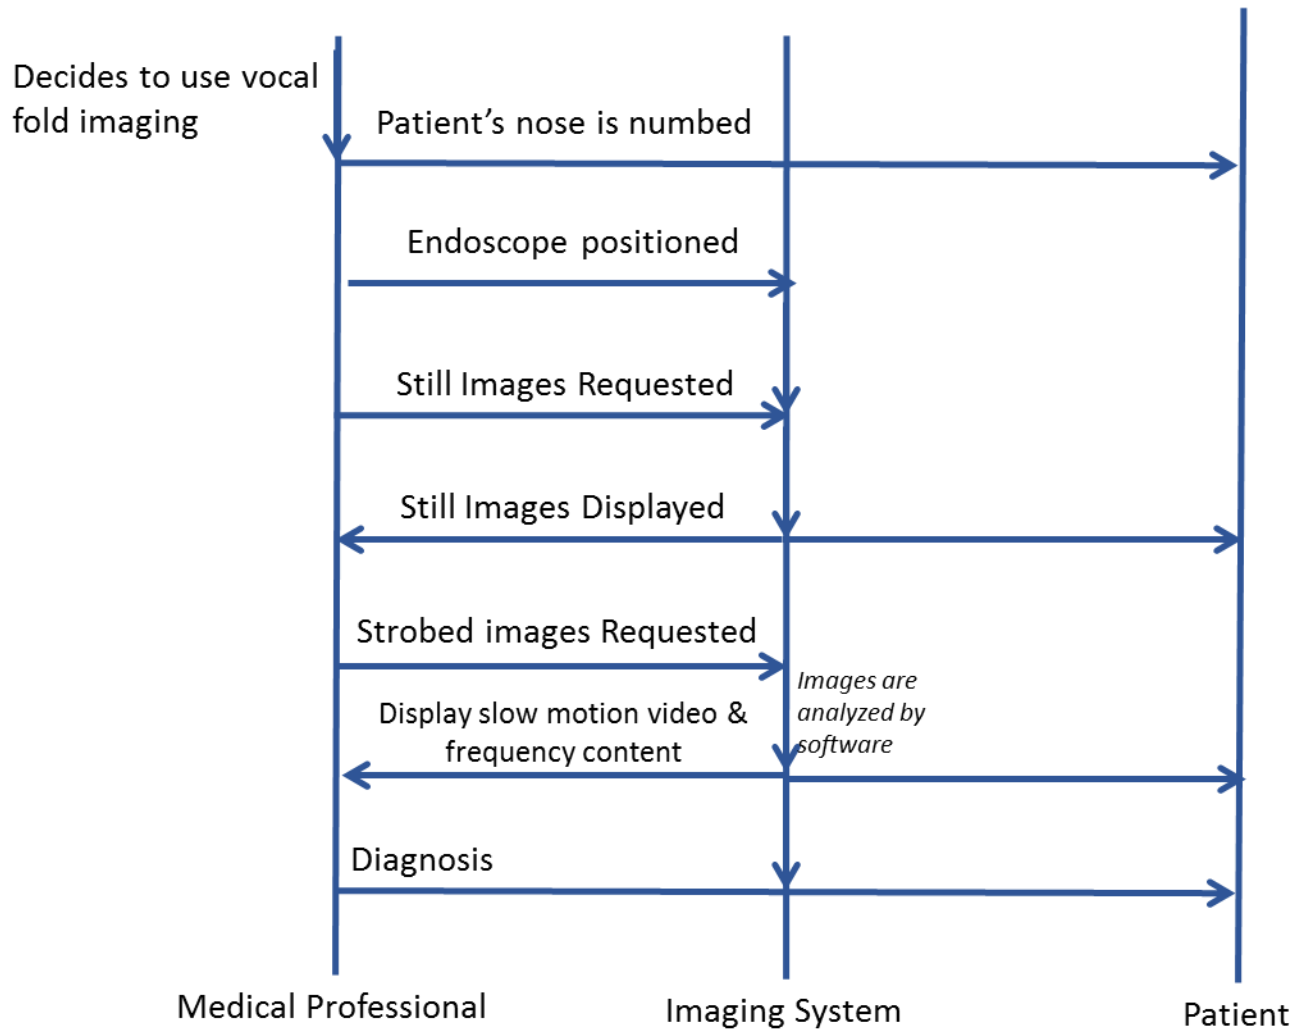 Decides to use vocal
fold imaging
Patient’s nose is numbed
Endoscope positioned
Still Images Requested
Still Images Displayed
Strobed images Requested
Images are
analyzed by
software
Display slow motion video &
frequency content
Diagnosis
Medical Professional
Imaging System
Patient